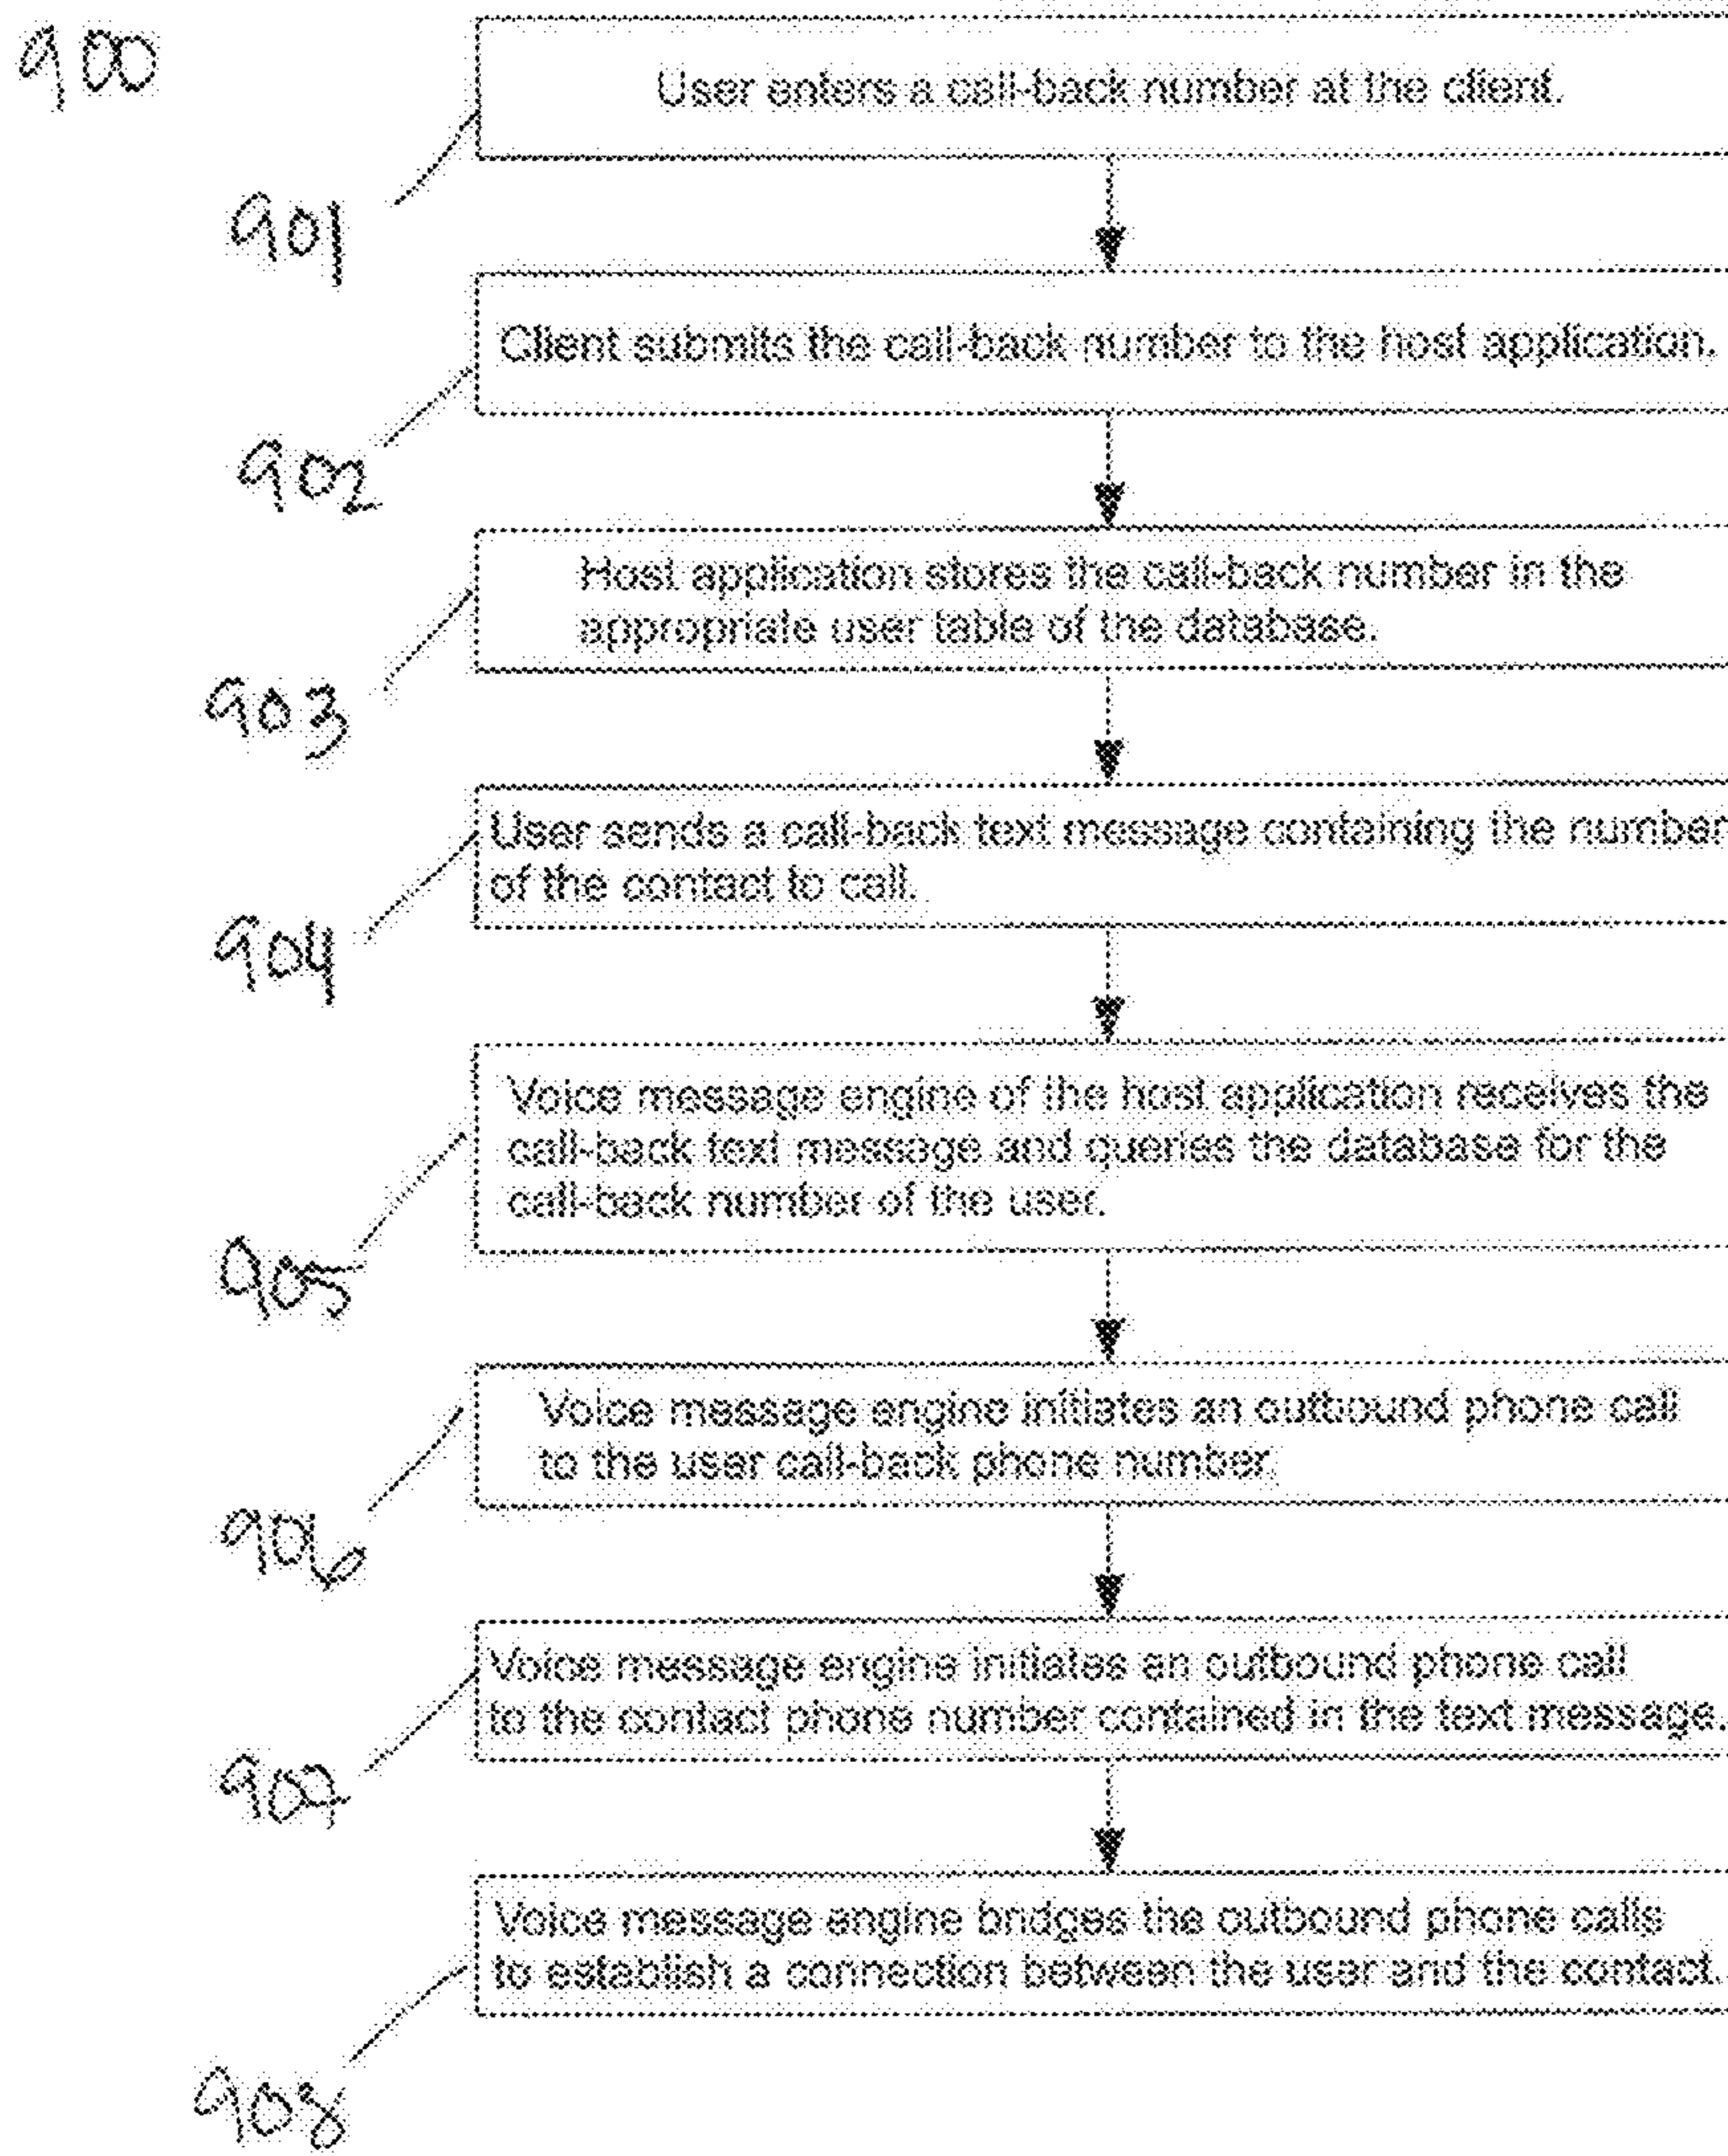 900
User enters a call-back number at the client.
901
Client submits the call-back number to the host application.
902
Host application stores the call-back number in the
appropriate user table of the database.
903
User sends a call-back text message containing the number
of the contact to call.
904
Voice message engine of the host application receives the
call-back text message and queries the database for the
call-back number of the user.
905
Voice message engine initiates an outbound phone call
to the user call-back phone number.
906
Voice message engine initiates an outbound phone call
to the contact phone number contained in the text message.
907
Voice message engine bridges the outbound phone calls
to establish a connection between the user and the contact.
908